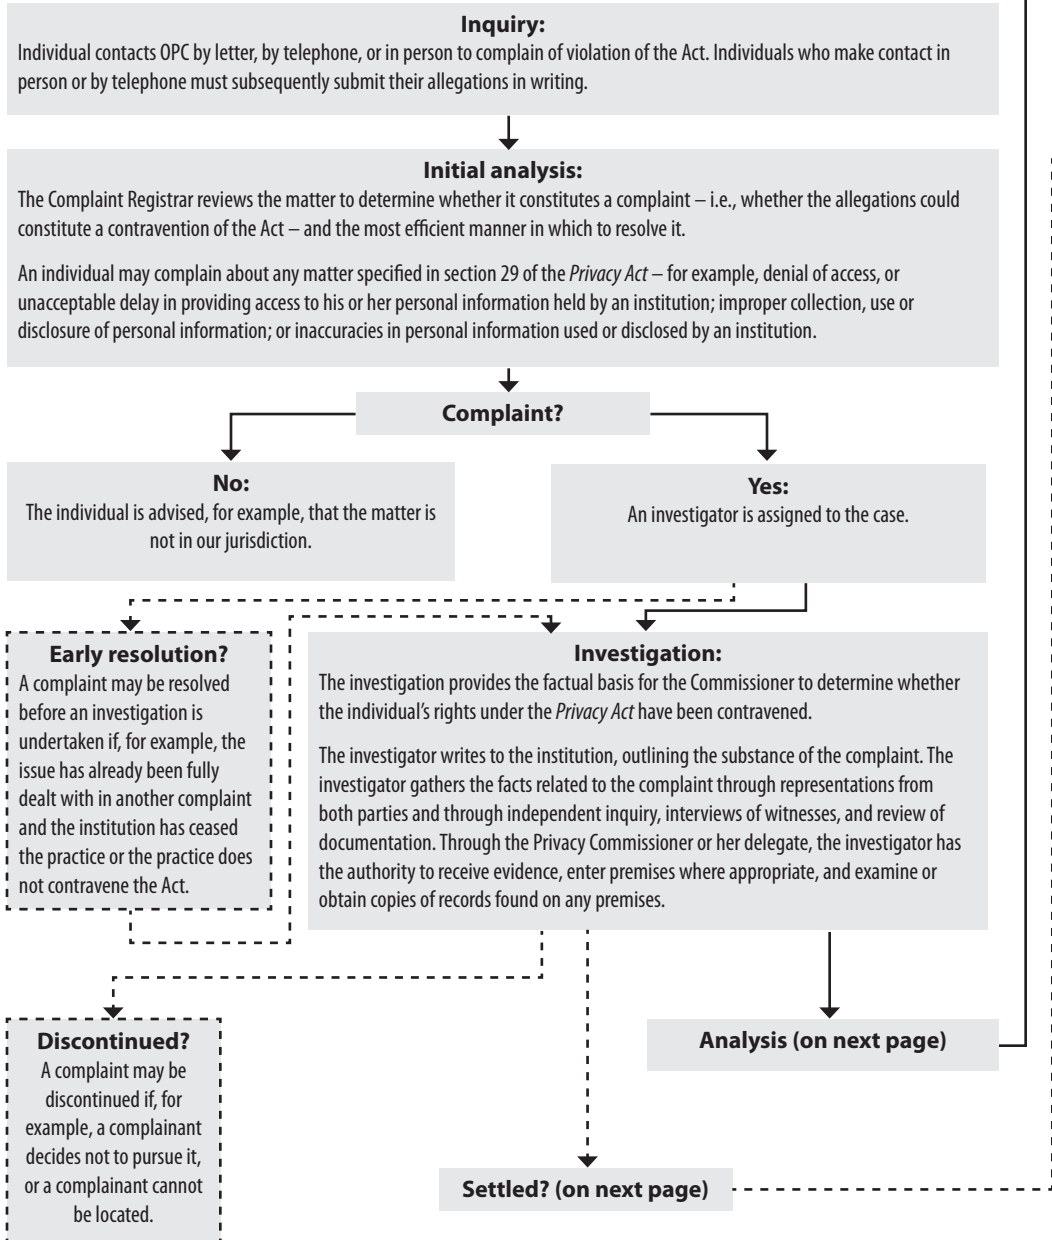 Inquiry:
Individual contacts OPC by letter, by telephone, or in person to complain of violation of the Act. Individuals who make contact in
person or by telephone must subsequently submit their allegations in writing.
Initial analysis:
The Complaint Registrar reviews the matter to determine whether it constitutes a complaint – i.e., whether the allegations could
constitute a contravention of the Act – and the most efficient manner in which to resolve it.
An individual may complain about any matter specified in section 29 of the Privacy Act – for example, denial of access, or
unacceptable delay in providing access to his or her personal information held by an institution; improper collection, use or
disclosure of personal information; or inaccuracies in personal information used or disclosed by an institution.
Complaint?
No:
The individual is advised, for example, that the matter is
not in our jurisdiction.
Yes:
An investigator is assigned to the case.
Early resolution?
A complaint may be resolved
before an investigation is
undertaken if, for example, the
issue has already been fully
dealt with in another complaint
and the institution has ceased
the practice or the practice does
not contravene the Act.
Investigation:
The investigation provides the factual basis for the Commissioner to determine whether
the individual's rights under the Privacy Act have been contravened.
The investigator writes to the institution, outlining the substance of the complaint. The
investigator gathers the facts related to the complaint through representations from
both parties and through independent inquiry, interviews of witnesses, and review of
documentation. Through the Privacy Commissioner or her delegate, the investigator has
the authority to receive evidence, enter premises where appropriate, and examine or
obtain copies of records found on any premises.
Discontinued?
A complaint may be
discontinued if, for
example, a complainant
decides not to pursue it,
or a complainant cannot
be located.
Analysis (on next page)
Settled? (on next page)